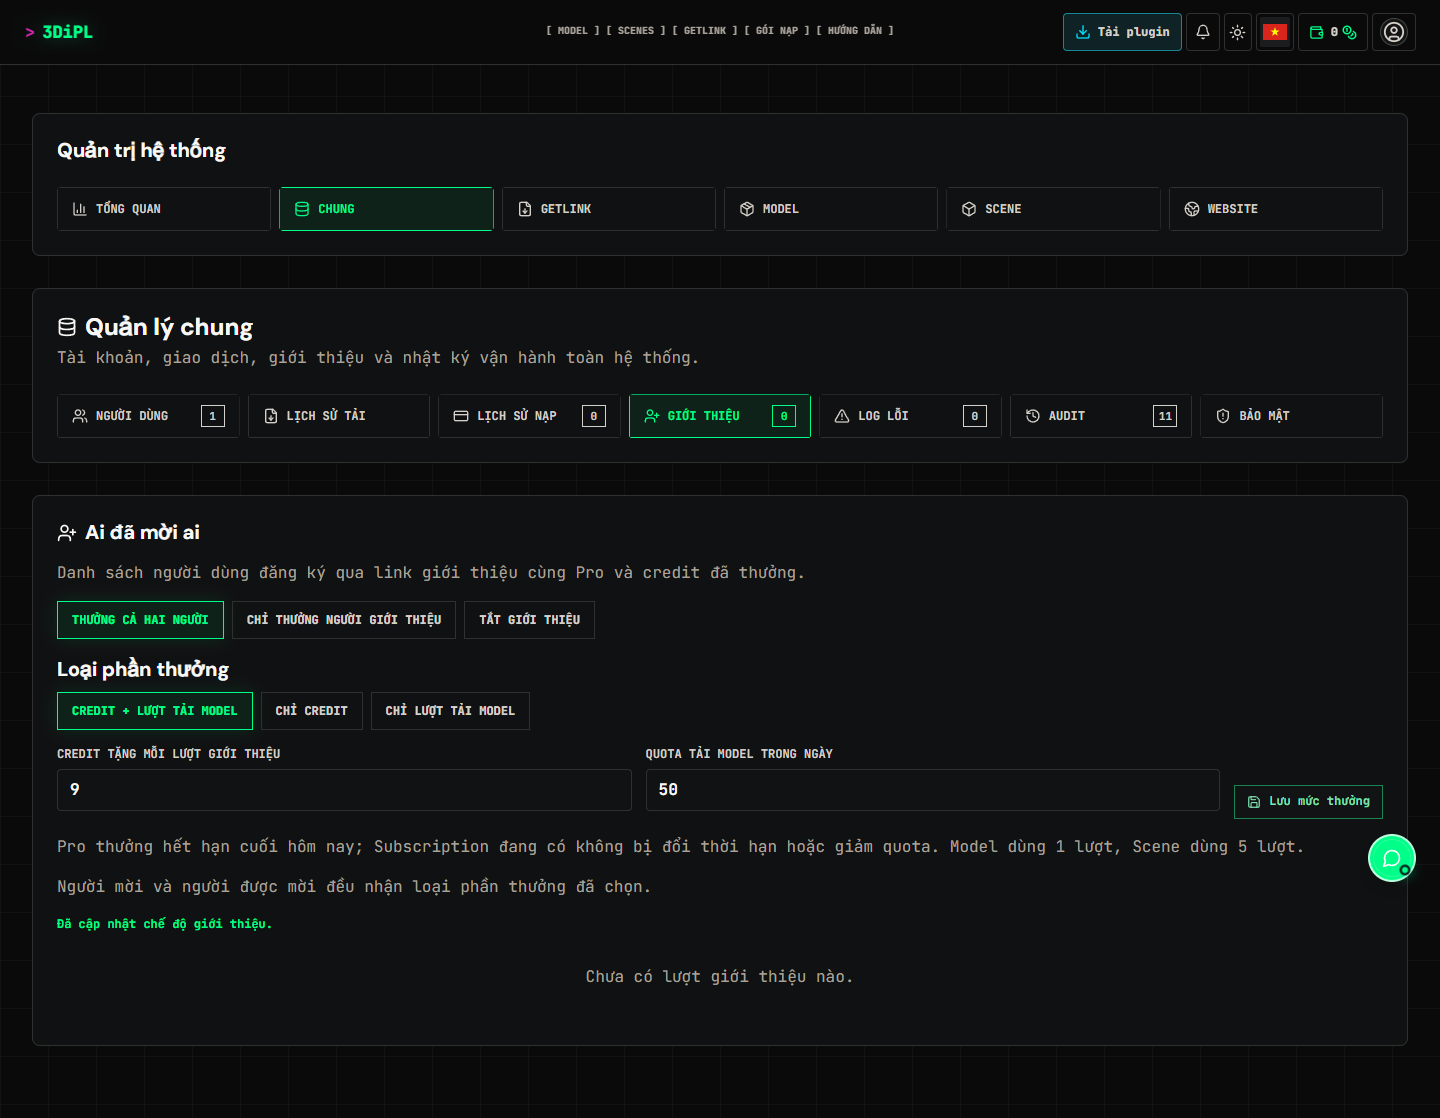 > 3DiPL
[ MODEL ] [ SCENES ] [ GETLINK ] [ GÓI NẠP ] [ HƯỚNG DẪN ]
Tải plugin
0
Quản trị hệ thống
TỔNG QUAN
CHUNG
GETLINK
MODEL
SCENE
WEBSITE
Quản lý chung
Tài khoản, giao dịch, giới thiệu và nhật ký vận hành toàn hệ thống.
NGƯỜI DÙNG 1
LỊCH SỬ TẢI
LỊCH SỬ NẠP 0
GIỚI THIỆU 0
LOG LỖI 0
AUDIT 11
BẢO MẬT
Ai đã mời ai
Danh sách người dùng đăng ký qua link giới thiệu cùng Pro và credit đã thưởng.
THƯỞNG CẢ HAI NGƯỜI
CHỈ THƯỞNG NGƯỜI GIỚI THIỆU
TẮT GIỚI THIỆU
Loại phần thưởng
CREDIT + LƯỢT TẢI MODEL
CHỈ CREDIT
CHỈ LƯỢT TẢI MODEL
CREDIT TẶNG MỖI LƯỢT GIỚI THIỆU
QUOTA TẢI MODEL TRONG NGÀY
9
50
Lưu mức thưởng
Pro thưởng hết hạn cuối hôm nay; Subscription đang có không bị đổi thời hạn hoặc giảm quota. Model dùng 1 lượt, Scene dùng 5 lượt.
Người mời và người được mời đều nhận loại phần thưởng đã chọn.
Đã cập nhật chế độ giới thiệu.
Chưa có lượt giới thiệu nào.